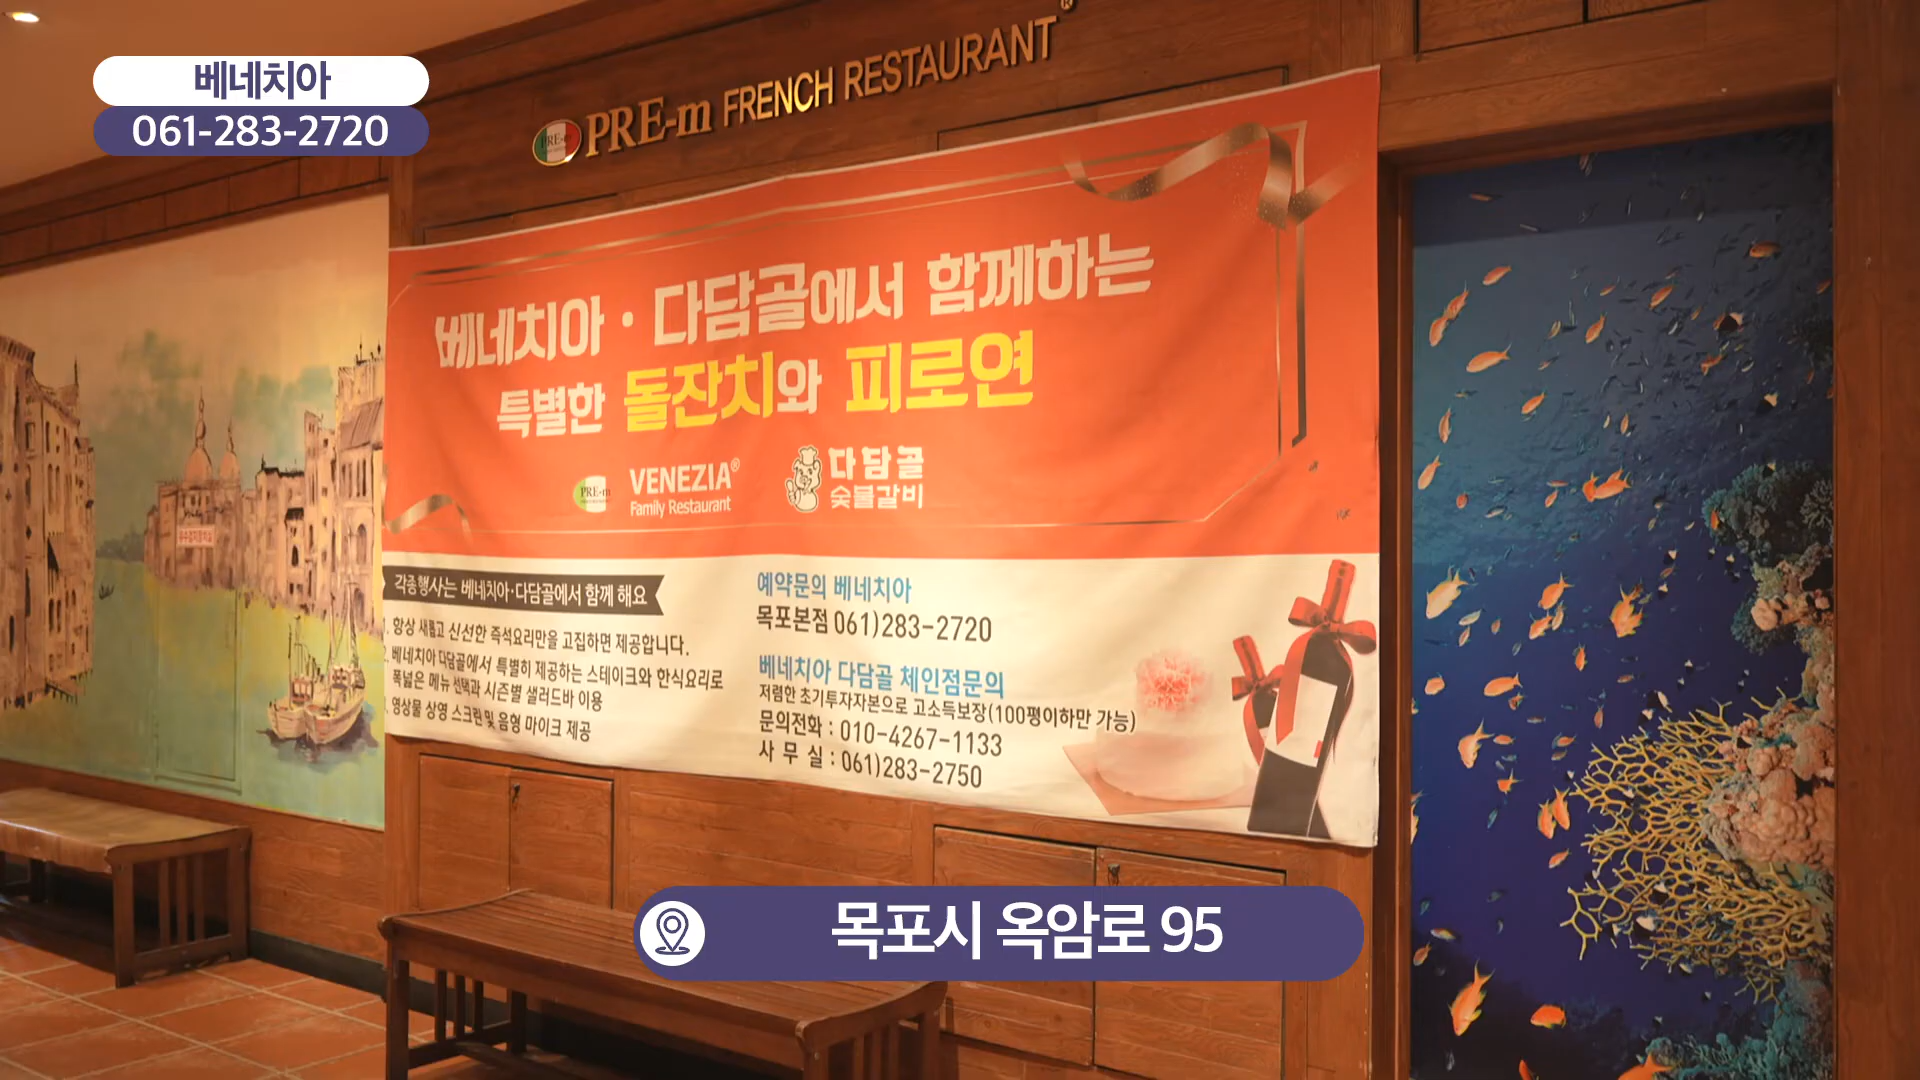 베네치아
061-283-2720
PRE-m FRENCH RESTAURANT®
베네치아·다담골에서 함께하는
특별한 돌잔치와 피로연
PRE-m
VENEZIA®
Family Restaurant
다담골
숯불갈비
각종행사는 베네치아·다담골에서 함께 해요
항상 새롭고 신선한 즉석요리만을 고집하면 제공합니다.
베네치아 다담골에서 특별히 제공하는 스테이크와 한식요리로
폭넓은 메뉴 선택과 시즌별 샐러드바 이용
영상물 상영 스크린 및 음형 마이크 제공
예약문의 베네치아
목포본점 061)283-2720
베네치아 다담골 체인점문의
저렴한 초기투자자본으로 고소득보장(100평이하만 가능)
문의전화 : 010-4267-1133
사 무 실 : 061)283-2750
목포시 옥암로 95